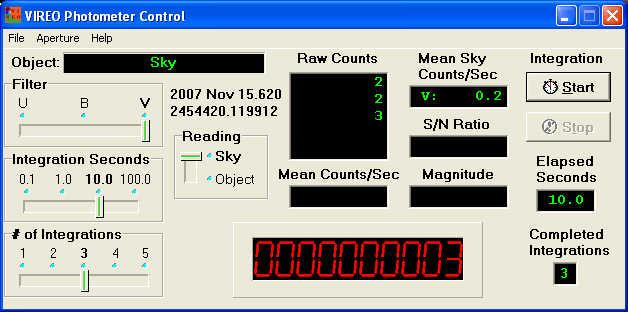 VIREO Photometer Control
File Aperture Help
Object: Sky
Filter
U B V
Integration Seconds
0.1 1.0 10.0 100.0
# of Integrations
1 2 3 4 5
2007 Nov 15.620
2454420.119912
Reading
Sky
Object
Raw Counts
2
2
3
Mean Counts/Sec
Mean Sky
Counts/Sec
V: 0.2
S/N Ratio
Magnitude
0000000003
Integration
Start
Stop
Elapsed
Seconds
10.0
Completed
Integrations
3